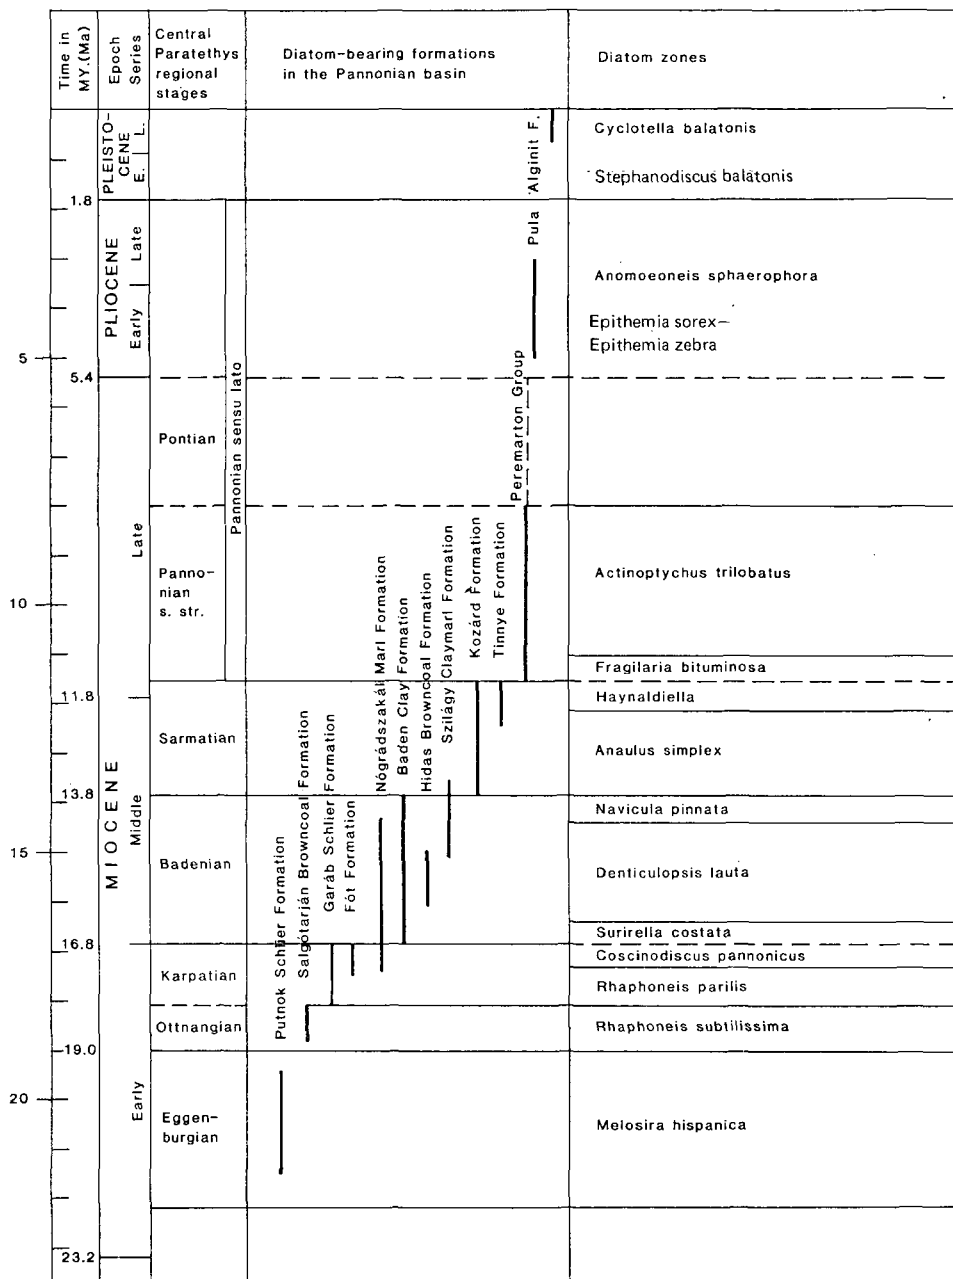 Time in
MY.(Ma)
Epoch
Series
Central
Paratethys
regional
stages
Diatom-bearing formations
in the Pannonian basin
Diatom zones
PLEISTO-
CENE
E. L.
Pula Alginit F.
Cyclotella balatonis
Stephanodiscus balatonis
1.8
PLIOCENE
Early Late
Anomoeoneis sphaerophora
Epithemia sorex–
Epithemia zebra
5
5.4
Pannonian sensu lato
Peremarton Group
Pontian
Late
Panno-
nian
s. str.
Actinoptychus trilobatus
10
Nógrádszakál Marl Formation
Baden Clay Formation
Hidas Browncoal Formation
Szilágy Claymarl Formation
Kozárd Formation
Tinnye Formation
Fragilaria bituminosa
11.8
Haynaldiella
Sarmatian
Anaulus simplex
13.8
MIOCENE
Middle
Navicula pinnata
15
Badenian
Denticulopsis lauta
Putnok Schlier Formation
Salgótarján Browncoal Formation
Garáb Schlier Formation
Fót Formation
Surirella costata
16.8
Coscinodiscus pannonicus
Karpatian
Rhaphoneis parilis
Ottnangian
Rhaphoneis subtilissima
19.0
20
Early
Eggen-
burgian
Melosira hispanica
23.2